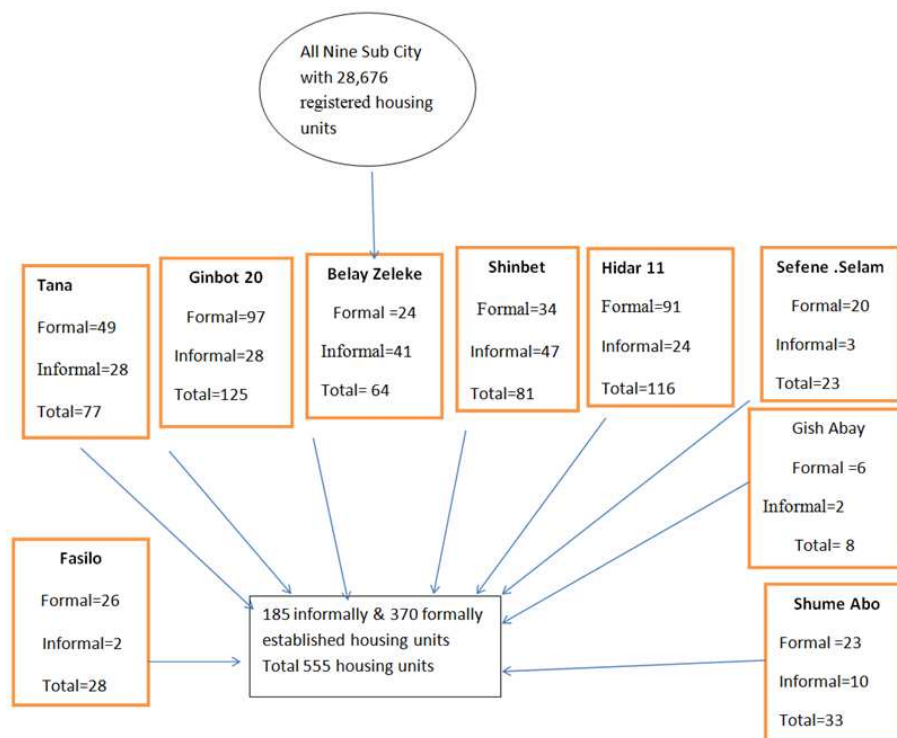 All Nine Sub City
with 28,676
registered housing
units
Tana
Formal=49
Informal=28
Total=77
Ginbot 20
Formal=97
Informal=28
Total=125
Belay Zeleke
Formal =24
Informal=41
Total= 64
Shinbet
Formal=34
Informal=47
Total=81
Hidar 11
Formal=91
Informal=24
Total=116
Sefene .Selam
Formal=20
Informal=3
Total=23
Gish Abay
Formal =6
Informal=2
Total= 8
Fasilo
Formal=26
Informal=2
Total=28
185 informally & 370 formally
established housing units
Total 555 housing units
Shume Abo
Formal =23
Informal=10
Total=33